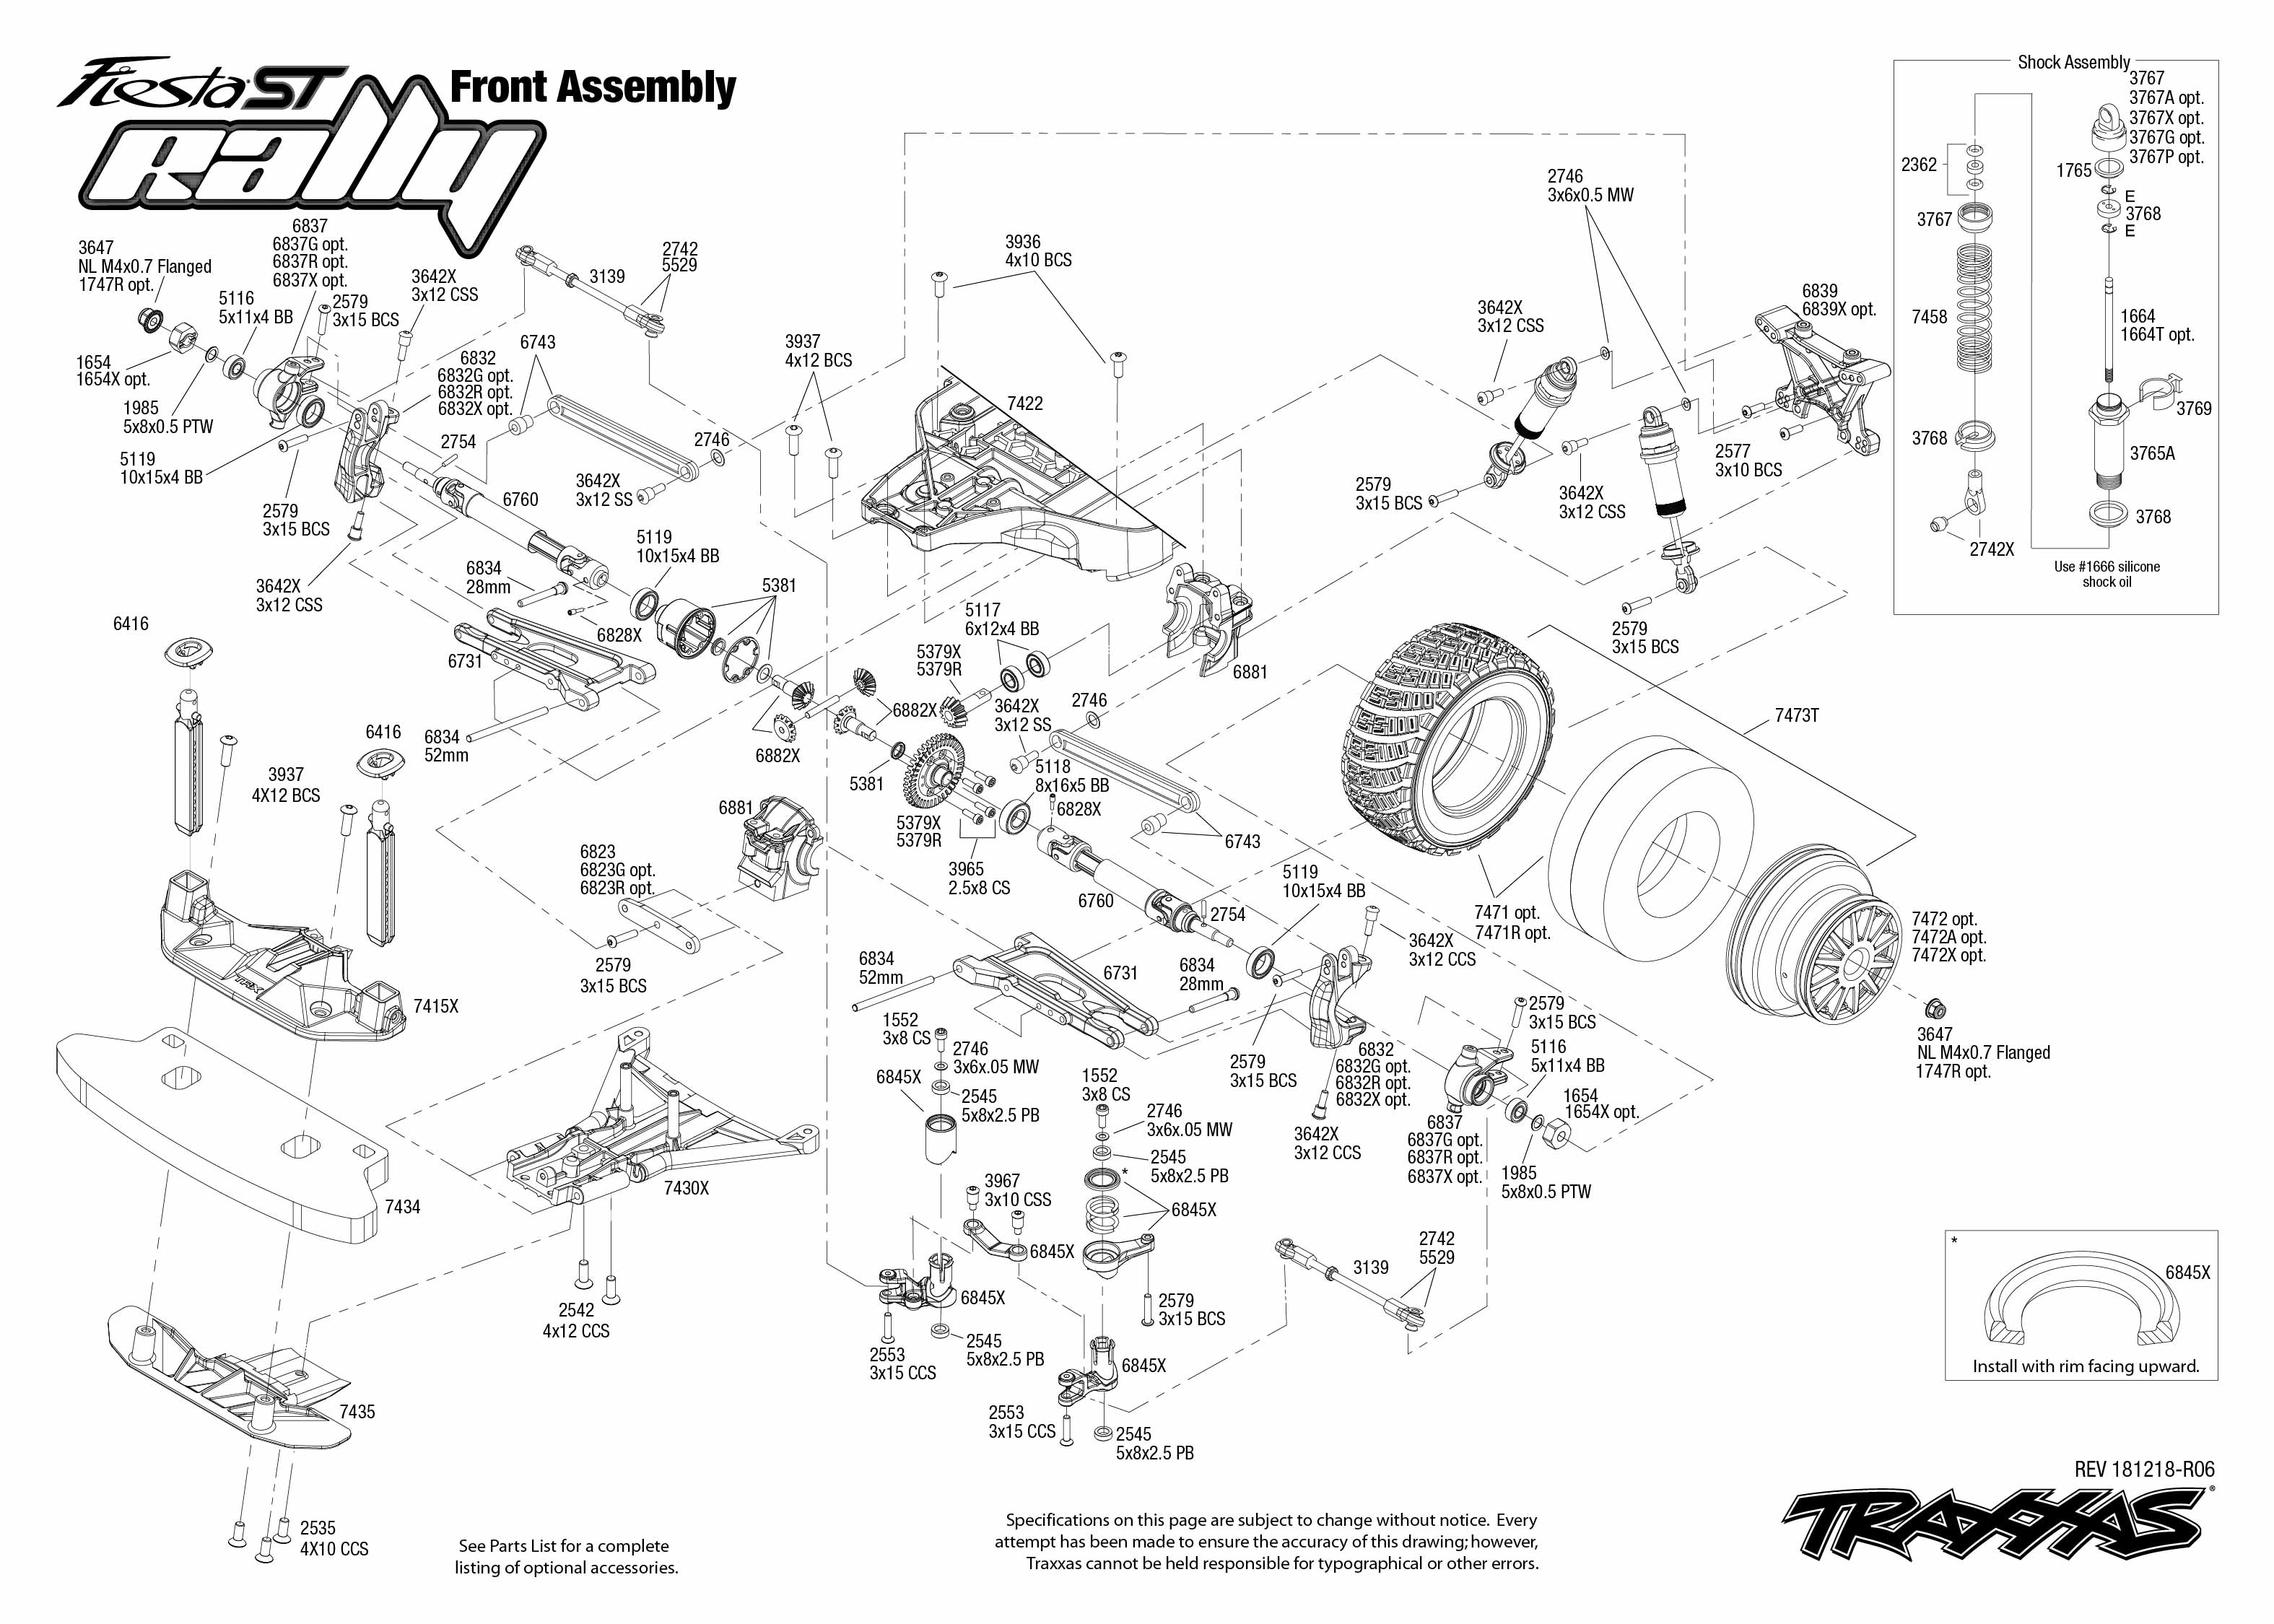 Fiesta ST
Rally
Front Assembly
3647
NL M4x0.7 Flanged
1747R opt.
6837
6837G opt.
6837R opt.
6837X opt.
5116
5x11x4 BB
2579
3x15 BCS
3642X
3x12 CSS
3139
2742
5529
1654
1654X opt.
1985
5x8x0.5 PTW
5119
10x15x4 BB
6832
6832G opt.
6832R opt.
6832X opt.
6743
2754
2746
3642X
3x12 SS
6760
2579
3x15 BCS
3642X
3x12 CSS
6834
28mm
5119
10x15x4 BB
6828X
5381
6731
6834
52mm
3937
4x12 BCS
3936
4x10 BCS
7422
2746
3x6x0.5 MW
3642X
3x12 CSS
2579
3x15 BCS
3642X
3x12 CSS
2577
3x10 BCS
6839
6839X opt.
2579
3x15 BCS
Shock Assembly
3767
3767A opt.
3767X opt.
3767G opt.
3767P opt.
2362
1765
E
3768
E
3767
7458
1664
1664T opt.
3769
3768
3765A
3768
2742X
Use #1666 silicone
shock oil
6416
6416
3937
4X12 BCS
7415X
7434
7435
2535
4X10 CCS
5117
6x12x4 BB
5379X
5379R
6881
6882X
6882X
5381
3642X
3x12 SS
2746
5118
8x16x5 BB
6828X
5379X
5379R
3965
2.5x8 CS
6743
6881
6823
6823G opt.
6823R opt.
2579
3x15 BCS
6760
2754
5119
10x15x4 BB
7473T
7471 opt.
7471R opt.
7472 opt.
7472A opt.
7472X opt.
3647
NL M4x0.7 Flanged
1747R opt.
6834
52mm
6731
6834
28mm
3642X
3x12 CCS
2579
3x15 BCS
6832
6832G opt.
6832R opt.
6832X opt.
3642X
3x12 CCS
2579
3x15 BCS
5116
5x11x4 BB
1654
1654X opt.
6837
6837G opt.
6837R opt.
6837X opt.
1985
5x8x0.5 PTW
7430X
2542
4x12 CCS
1552
3x8 CS
2746
3x6x.05 MW
6845X
2545
5x8x2.5 PB
1552
3x8 CS
2746
3x6x.05 MW
2545
5x8x2.5 PB
*
6845X
3967
3x10 CSS
6845X
6845X
2553
3x15 CCS
2545
5x8x2.5 PB
2579
3x15 BCS
6845X
2553
3x15 CCS
2545
5x8x2.5 PB
3139
2742
5529
*
6845X
Install with rim facing upward.
REV 181218-R06
TRAXXAS®
See Parts List for a complete
listing of optional accessories.
Specifications on this page are subject to change without notice. Every
attempt has been made to ensure the accuracy of this drawing; however,
Traxxas cannot be held responsible for typographical or other errors.